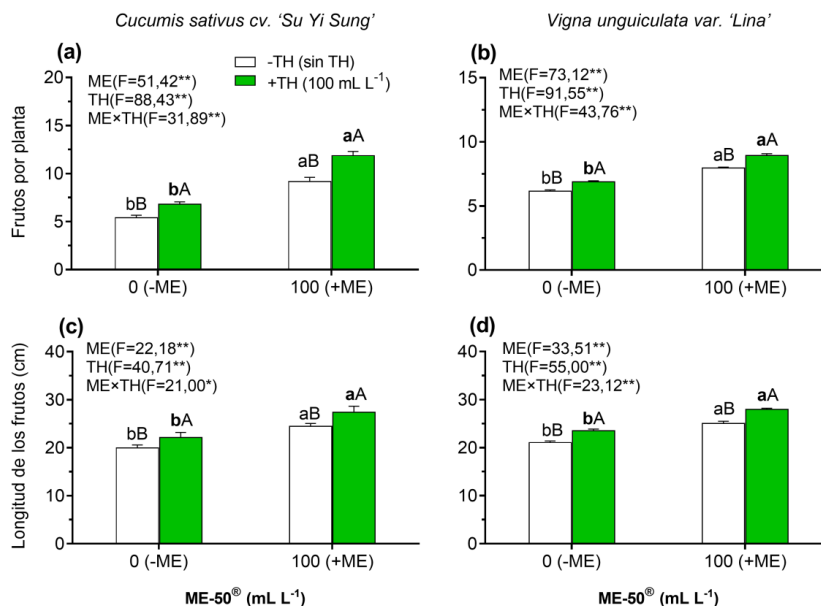 Cucumis sativus cv. 'Su Yi Sung'
Vigna unguiculata var. 'Lina'
(a)
-TH (sin TH)
+TH (100 mL L⁻¹)
ME(F=51,42**)
TH(F=88,43**)
ME×TH(F=31,89**)
Frutos por planta
20
15
10
5
0
bB
bA
aB
aA
0 (-ME)
100 (+ME)
(b)
ME(F=73,12**)
TH(F=91,55**)
ME×TH(F=43,76**)
15
10
5
0
bB
bA
aB
aA
0 (-ME)
100 (+ME)
(c)
ME(F=22,18**)
TH(F=40,71**)
ME×TH(F=21,00*)
Longitud de los frutos (cm)
40
30
20
10
0
bB
bA
aB
aA
0 (-ME)
100 (+ME)
ME-50® (mL L⁻¹)
(d)
ME(F=33,51**)
TH(F=55,00**)
ME×TH(F=23,12**)
40
30
20
10
0
bB
bA
aB
aA
0 (-ME)
100 (+ME)
ME-50® (mL L⁻¹)